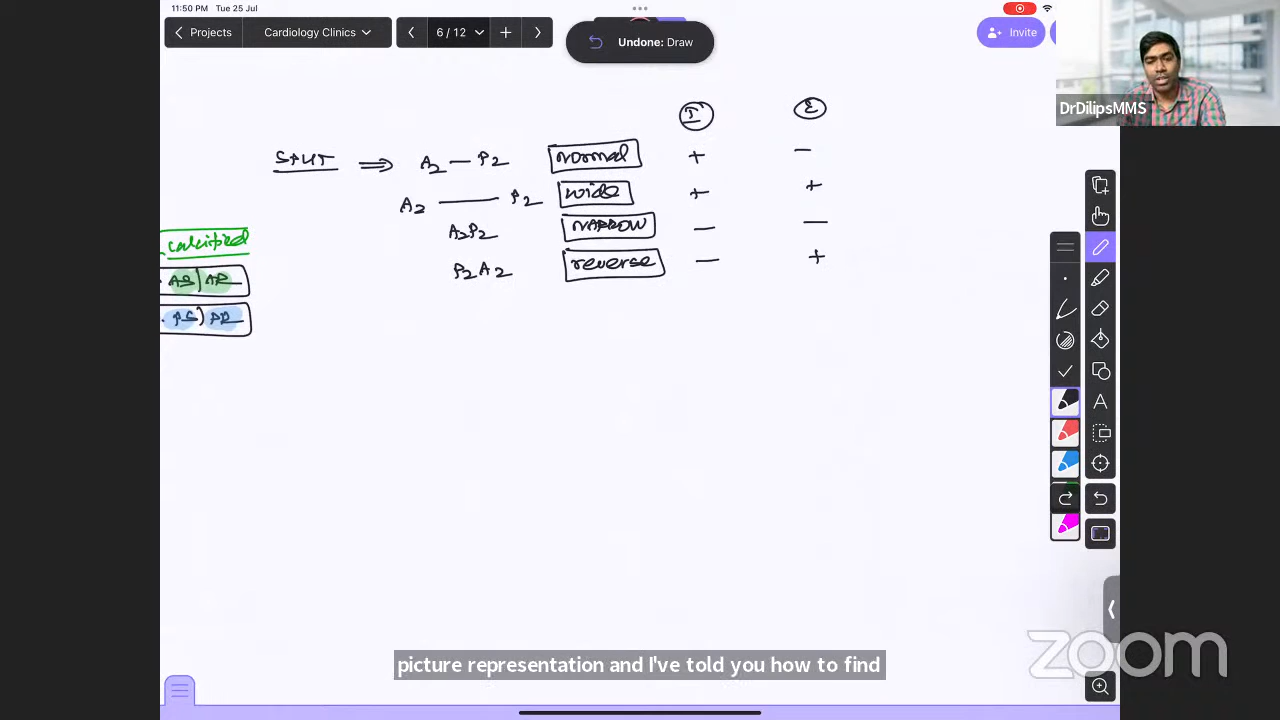 11:50 PM Tue 25 Jul
Projects Cardiology Clinics 6 / 12
Undone: Draw
Invite
DrDilipsMMS
I E
SPLIT ⇒ A2 — P2 normal + —
A2 —— P2 wide + +
A2P2 NARROW — —
P2A2 reverse — +
calcified
AS | AR
PS | PR
picture representation and I've told you how to find
zoom